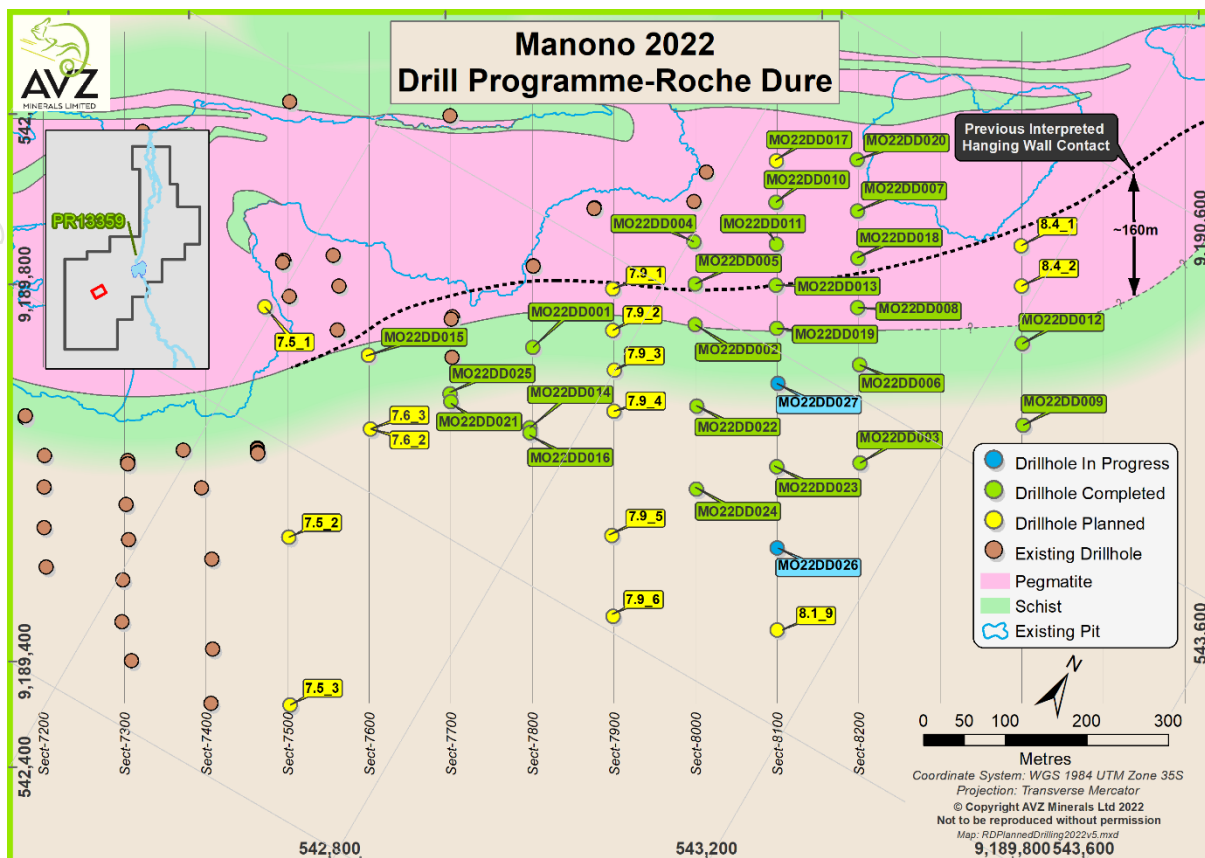 Manono 2022
Drill Programme-Roche Dure
AVZ
MINERALS LIMITED
542,
PR13359
9,189,800
9,189,400
542,400
MO22DD017
MO22DD020
Previous Interpreted
Hanging Wall Contact
MO22DD010
MO22DD007
MO22DD004
MO22DD011
MO22DD018
8.4_1
~160m
9,190,600
MO22DD005
7.9_1
MO22DD013
8.4_2
MO22DD001
7.9_2
MO22DD008
MO22DD012
7.5_1
MO22DD015
MO22DD019
7.9_3
MO22DD002
MO22DD025
MO22DD014
MO22DD006
7.9_4
MO22DD027
MO22DD009
7.6_3
MO22DD021
MO22DD022
7.6_2
MO22DD016
MO22DD003
MO22DD023
MO22DD024
7.5_2
7.9_5
MO22DD026
7.9_6
8.1_9
7.5_3
Drillhole In Progress
Drillhole Completed
Drillhole Planned
Existing Drillhole
Pegmatite
Schist
Existing Pit
543,600
N
?
?
?
Sect-7200
Sect-7300
Sect-7400
Sect-7500
Sect-7600
Sect-7700
Sect-7800
Sect-7900
Sect-8000
Sect-8100
Sect-8200
0 50 100 200 300
Metres
Coordinate System: WGS 1984 UTM Zone 35S
Projection: Transverse Mercator
© Copyright AVZ Minerals Ltd 2022
Not to be reproduced without permission
Map: RDPlannedDrilling2022v5.mxd
542,800
543,200
9,189,800
543,600